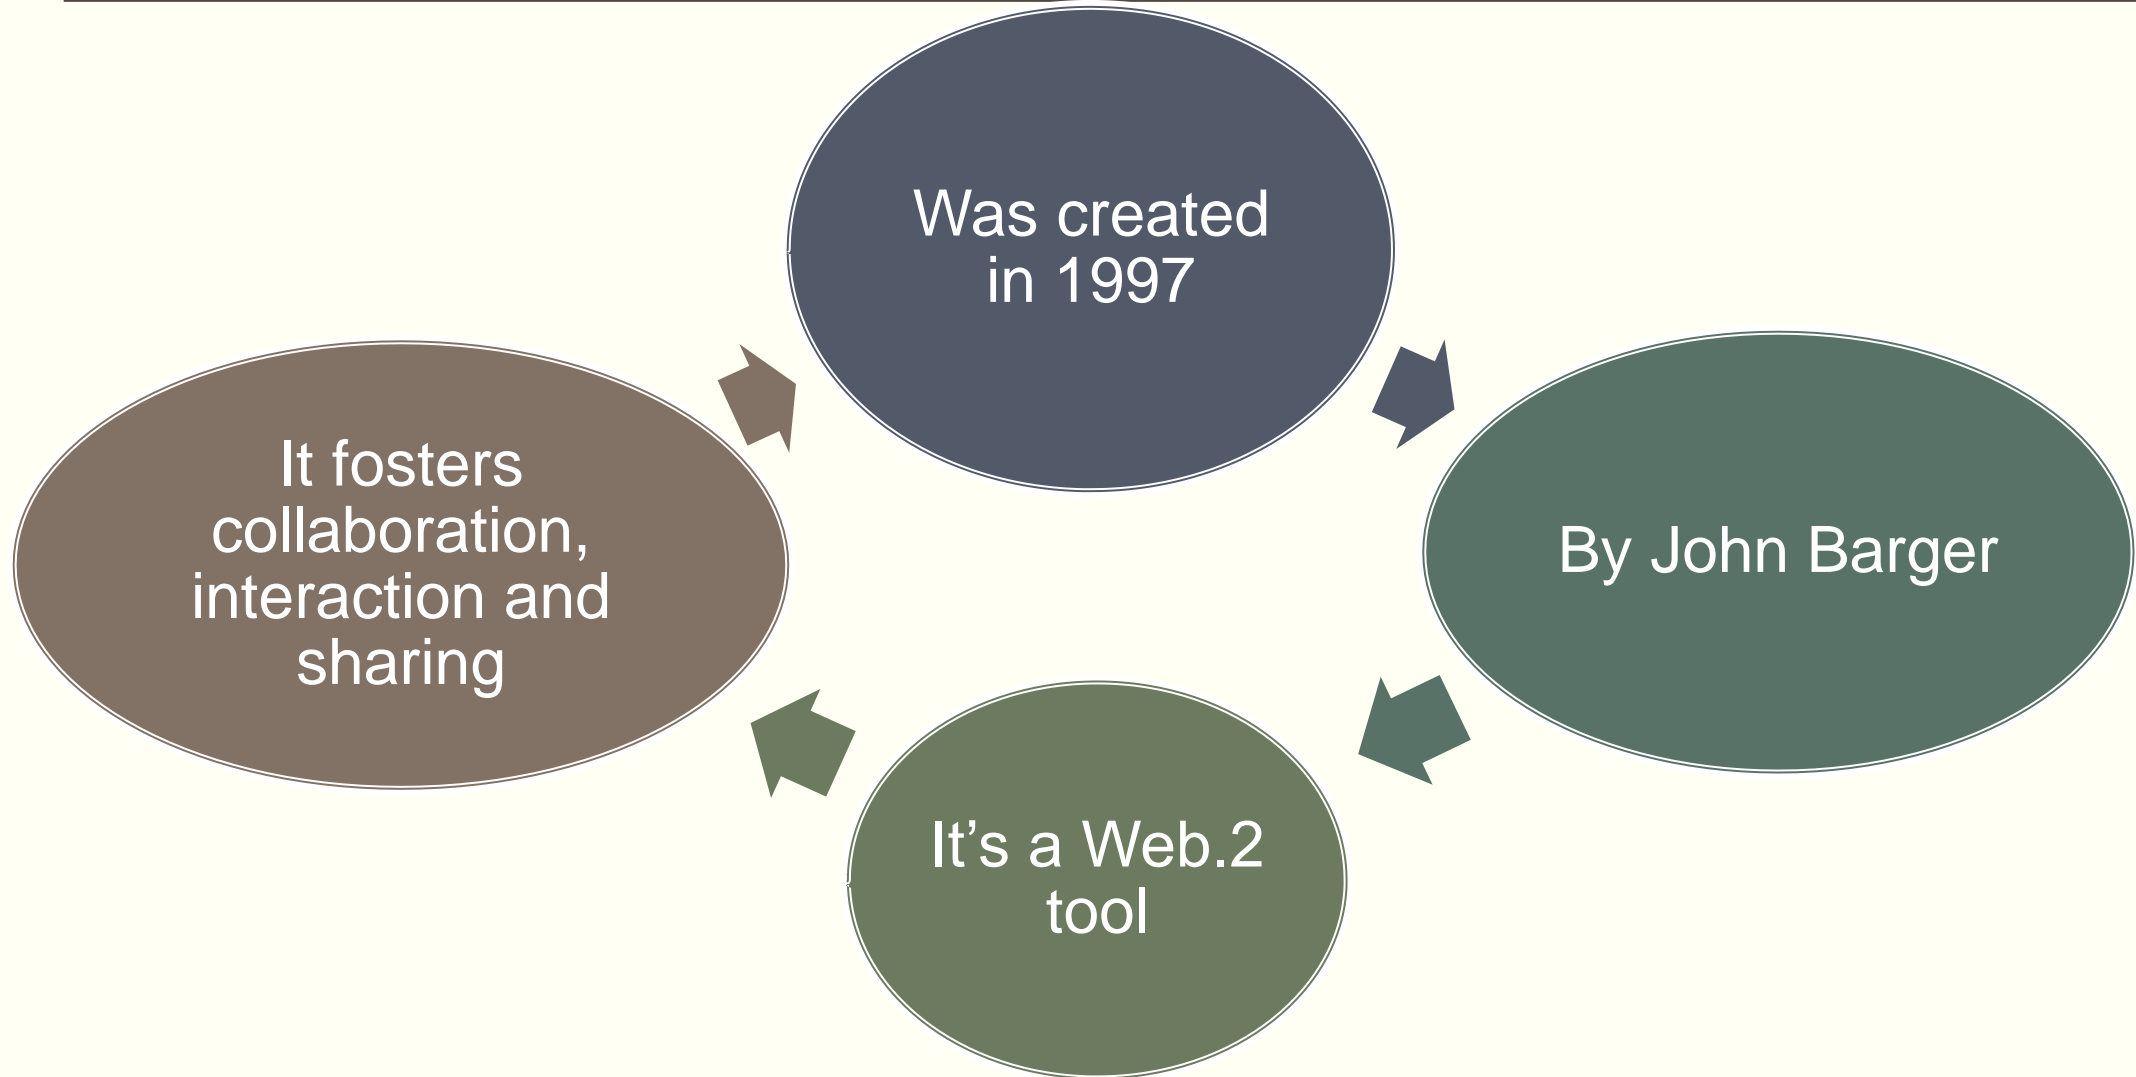 Was created
in 1997
By John Barger
It’s a Web.2
tool
It fosters
collaboration,
interaction and
sharing